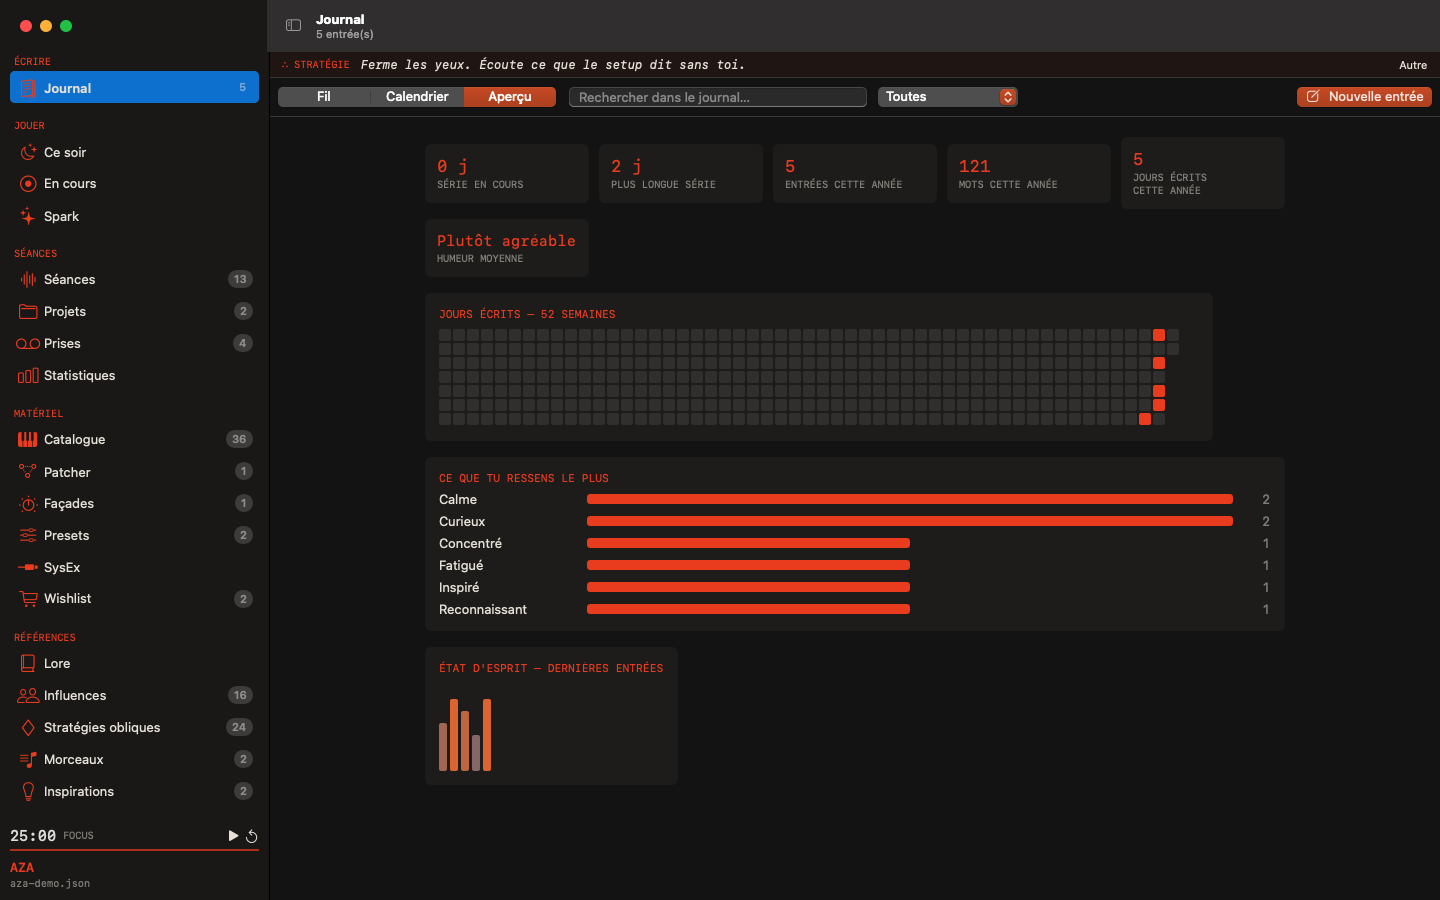 Journal
5 entrée(s)
ÉCRIRE
Journal 5
JOUER
Ce soir
En cours
Spark
SÉANCES
Séances 13
Projets 2
Prises 4
Statistiques
MATÉRIEL
Catalogue 36
Patcher 1
Façades 1
Presets 2
SysEx
Wishlist 2
RÉFÉRENCES
Lore
Influences 16
Stratégies obliques 24
Morceaux 2
Inspirations 2
25:00 FOCUS
AZA
aza-demo.json
∴ STRATÉGIE Ferme les yeux. Écoute ce que le setup dit sans toi. Autre
Fil Calendrier Aperçu Rechercher dans le journal... Toutes Nouvelle entrée
0 j
SÉRIE EN COURS
2 j
PLUS LONGUE SÉRIE
5
ENTRÉES CETTE ANNÉE
121
MOTS CETTE ANNÉE
5
JOURS ÉCRITS
CETTE ANNÉE
Plutôt agréable
HUMEUR MOYENNE
JOURS ÉCRITS — 52 SEMAINES
CE QUE TU RESSENS LE PLUS
Calme 2
Curieux 2
Concentré 1
Fatigué 1
Inspiré 1
Reconnaissant 1
ÉTAT D'ESPRIT — DERNIÈRES ENTRÉES